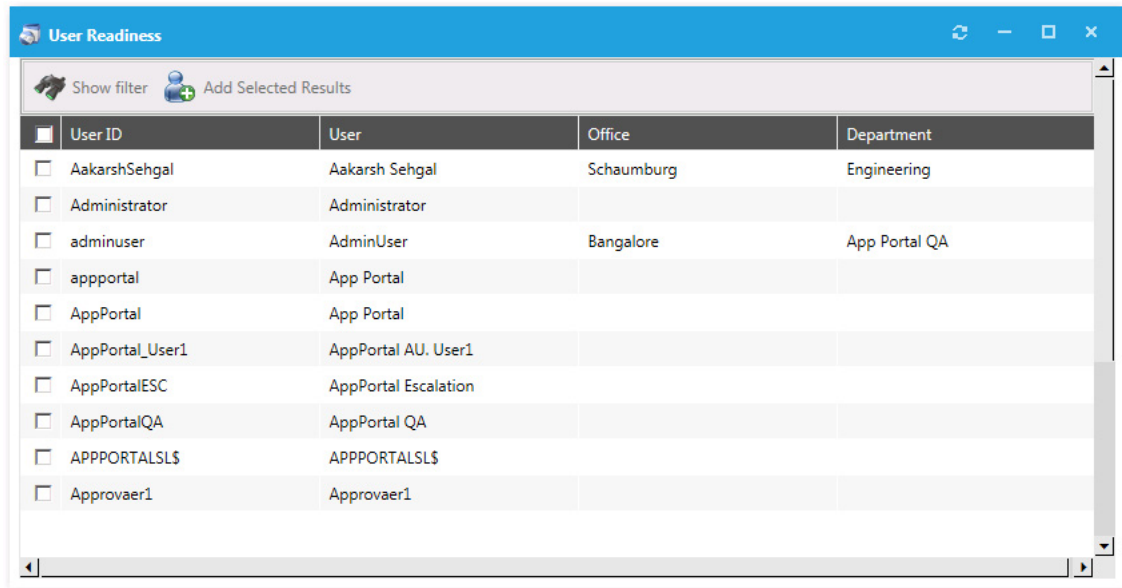 User Readiness
Show filter Add Selected Results
User ID User Office Department
AakarshSehgal Aakarsh Sehgal Schaumburg Engineering
Administrator Administrator
adminuser AdminUser Bangalore App Portal QA
appportal App Portal
AppPortal App Portal
AppPortal_User1 AppPortal AU. User1
AppPortalESC AppPortal Escalation
AppPortalQA AppPortal QA
APPPORTALSL$ APPPORTALSL$
Approvaer1 Approvaer1